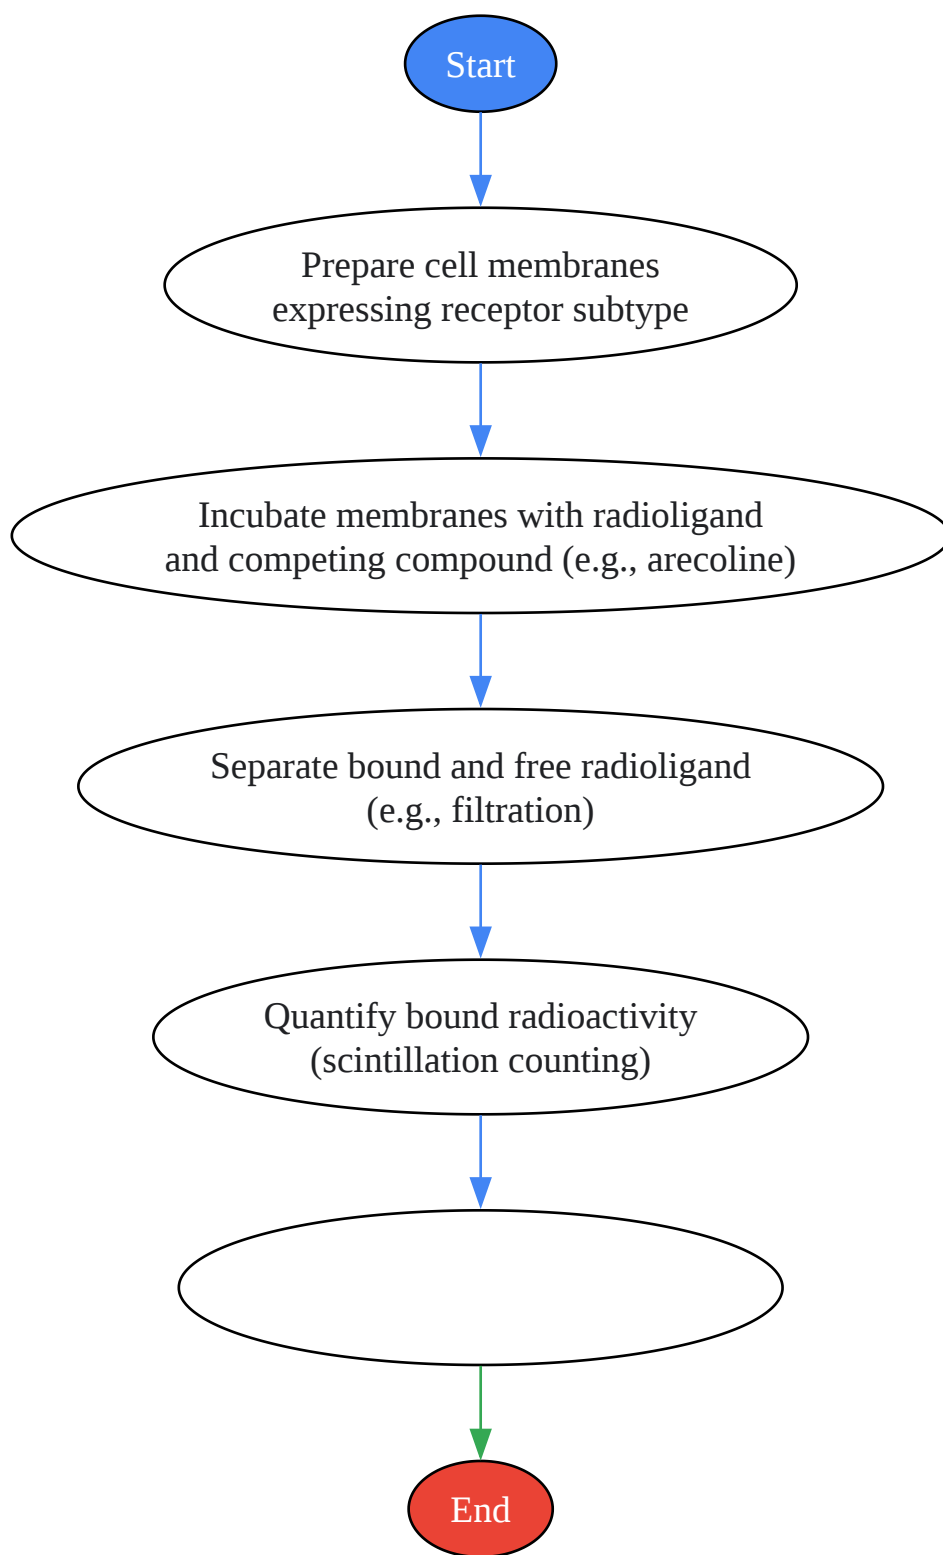 Start
Prepare cell membranes
expressing receptor subtype
Incubate membranes with radioligand
and competing compound (e.g., arecoline)
Separate bound and free radioligand
(e.g., filtration)
Quantify bound radioactivity
(scintillation counting)
End